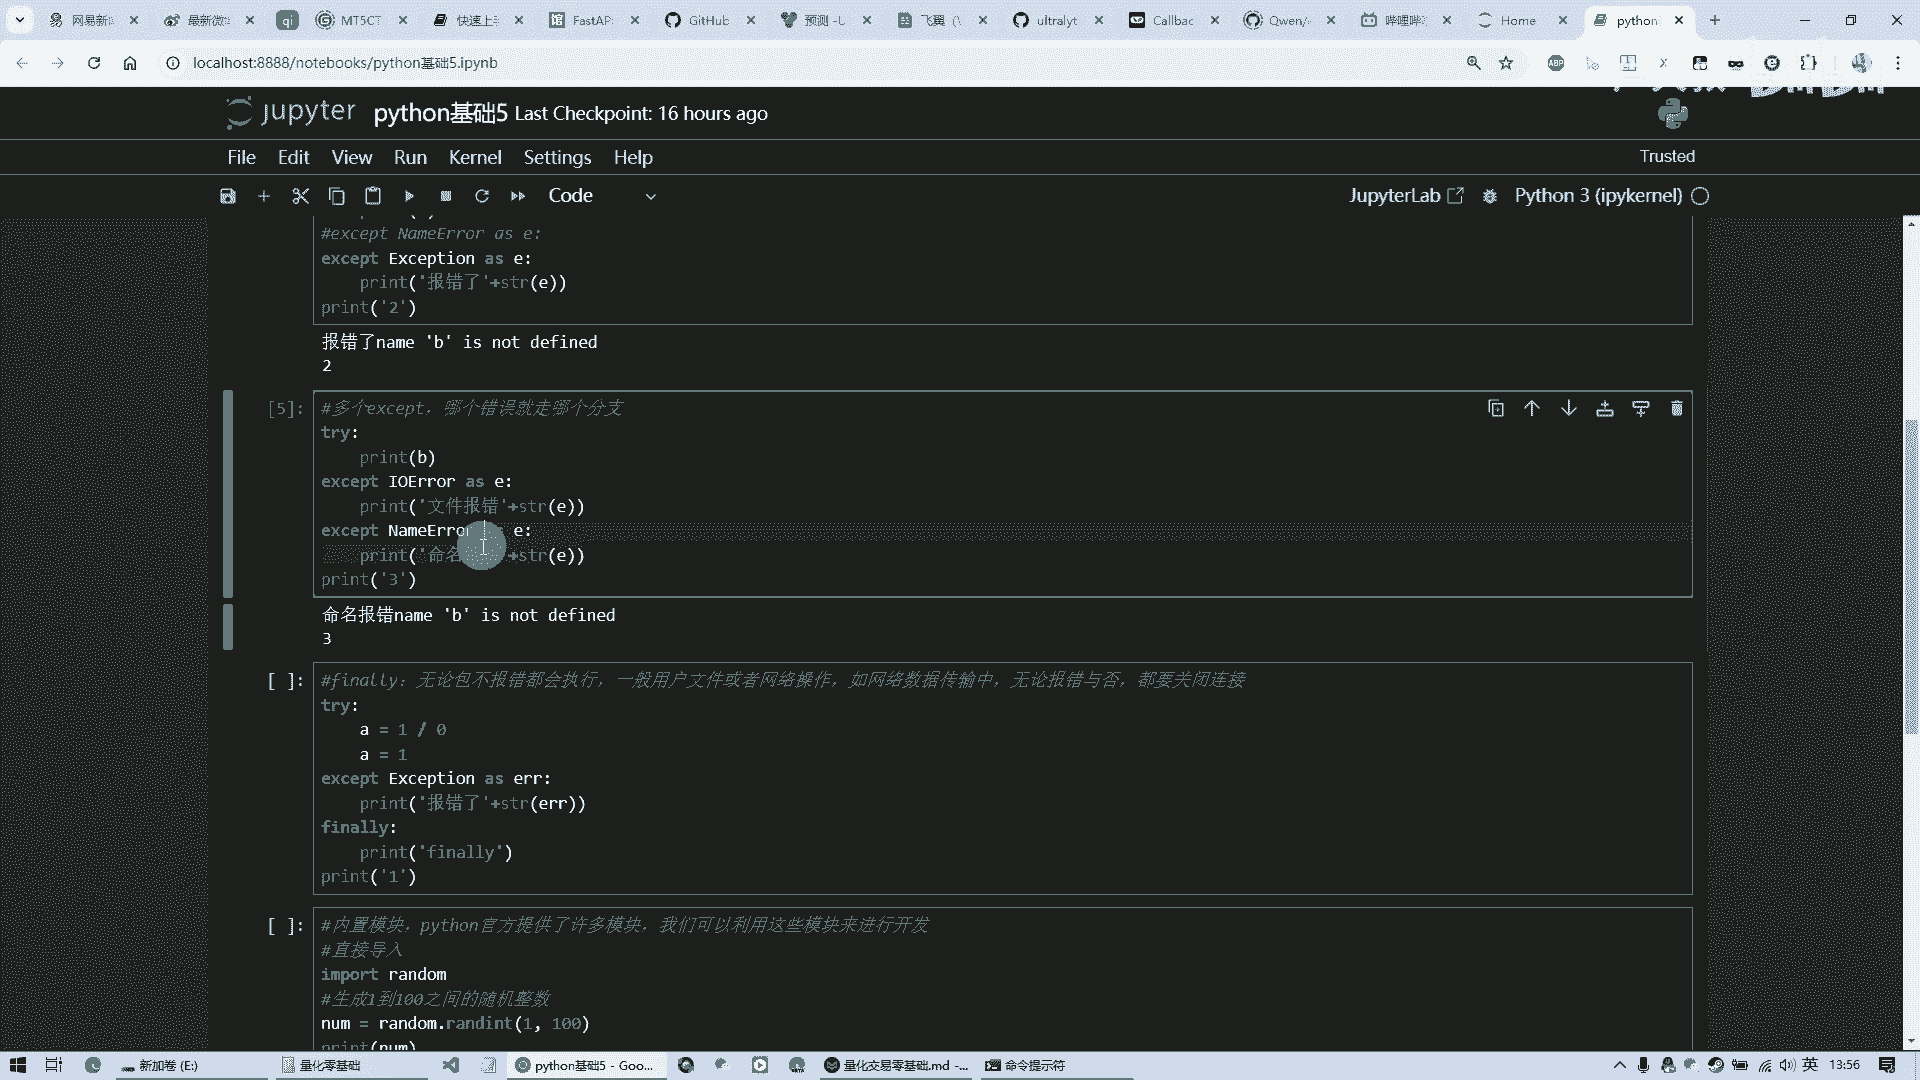 网易新 最新微 qi MT5CT 快速上 FastAP GitHub 预测 - U 飞翼 (\ ultralyt Callbac Qwen/ 哔哩哔 Home python
localhost:8888/notebooks/python基础5.ipynb
ABP
jupyter python基础5 Last Checkpoint: 16 hours ago
File Edit View Run Kernel Settings Help Trusted
Code JupyterLab Python 3 (ipykernel)
#except NameError as e:
except Exception as e:
print('报错了'+str(e))
print('2')
报错了name 'b' is not defined
2
[5]: #多个except，哪个错误就走哪个分支
try:
print(b)
except IOError as e:
print('文件报错'+str(e))
except NameError e:
print('命名 +str(e))
print('3')
命名报错name 'b' is not defined
3
[ ]: #finally：无论包不报错都会执行，一般用户文件或者网络操作，如网络数据传输中，无论报错与否，都要关闭连接
try:
a = 1 / 0
a = 1
except Exception as err:
print('报错了'+str(err))
finally:
print('finally')
print('1')
[ ]: #内置模块，python官方提供了许多模块，我们可以利用这些模块来进行开发
#直接导入
import random
#生成1到100之间的随机整数
num = random.randint(1, 100)
print(num)
新加卷 (E:) 量化零基础 python基础5 - Goo... 量化交易零基础.md -... 命令提示符 英 13:56